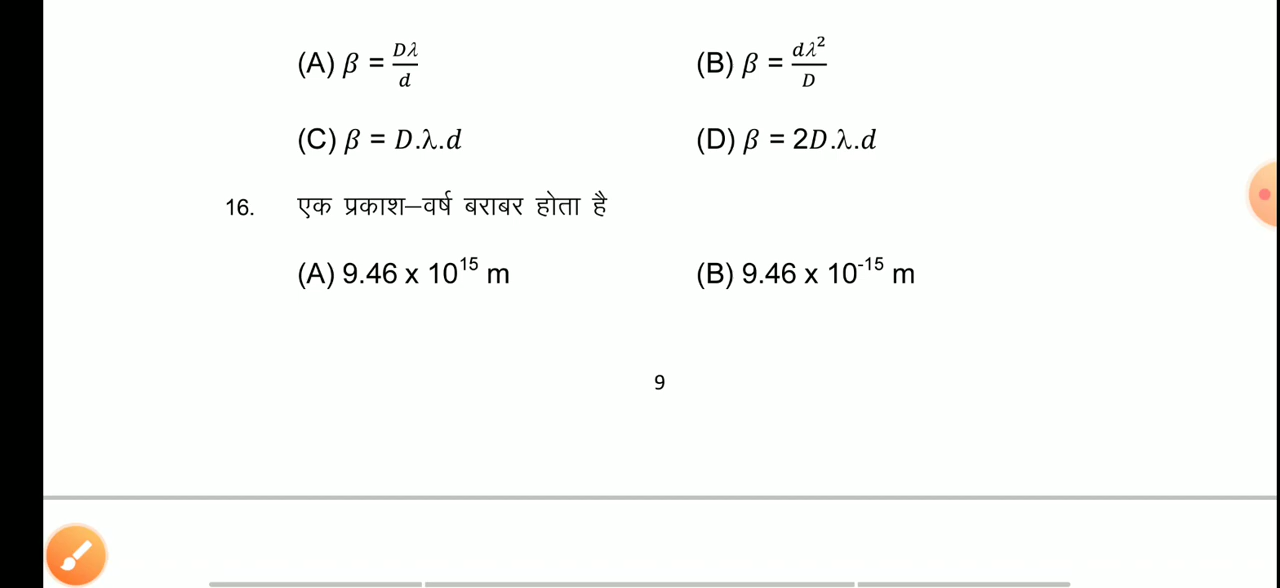 (A) β = Dλ/d (B) β = dλ²/D
(C) β = D.λ.d (D) β = 2D.λ.d
16. एक प्रकाश–वर्ष बराबर होता है
(A) 9.46 x 10¹⁵ m (B) 9.46 x 10⁻¹⁵ m
9